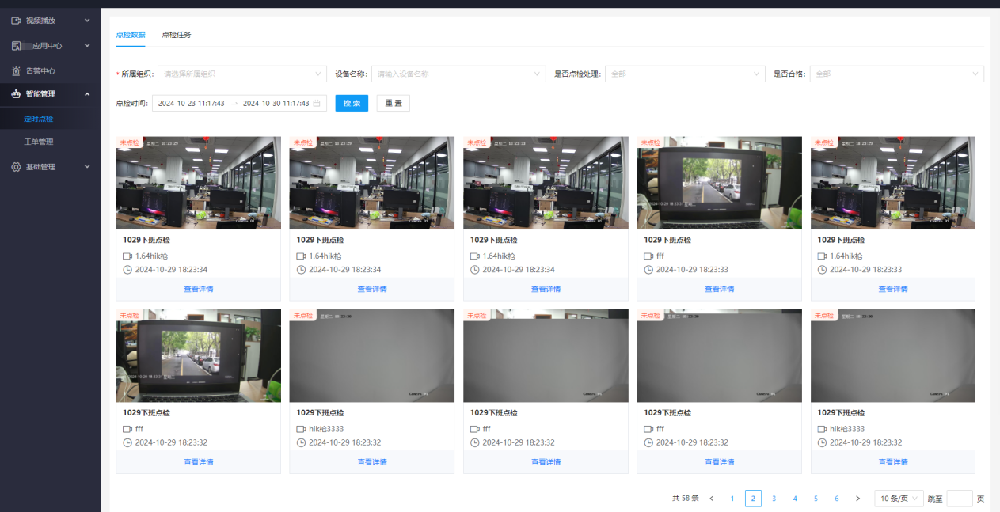 视频播放
应用中心
告警中心
智能管理
定时点检
工单管理
基础管理
点检数据 点检任务
* 所属组织: 请选择所属组织 设备名称: 请输入设备名称 是否点检处理: 全部 是否合格: 全部
点检时间: 2024-10-23 11:17:43 → 2024-10-30 11:17:43 搜 索 重 置
未点检 未点检 未点检 未点检 未点检
Camera 01 Camera 01 Camera 01 Camera 01
1029下班点检 1029下班点检 1029下班点检 1029下班点检 1029下班点检
1.64hik枪 1.64hik枪 1.64hik枪 fff 1.64hik枪
2024-10-29 18:23:34 2024-10-29 18:23:34 2024-10-29 18:23:34 2024-10-29 18:23:33 2024-10-29 18:23:33
查看详情 查看详情 查看详情 查看详情 查看详情
未点检 未点检 未点检 未点检 未点检
Camera 01 Camera 01 Camera 01 Camera 01
1029下班点检 1029下班点检 1029下班点检 1029下班点检 1029下班点检
fff hik枪3333 fff fff hik枪3333
2024-10-29 18:23:32 2024-10-29 18:23:32 2024-10-29 18:23:32 2024-10-29 18:23:32 2024-10-29 18:23:32
查看详情 查看详情 查看详情 查看详情 查看详情
共 58 条 < 1 2 3 4 5 6 > 10 条/页 跳至 页